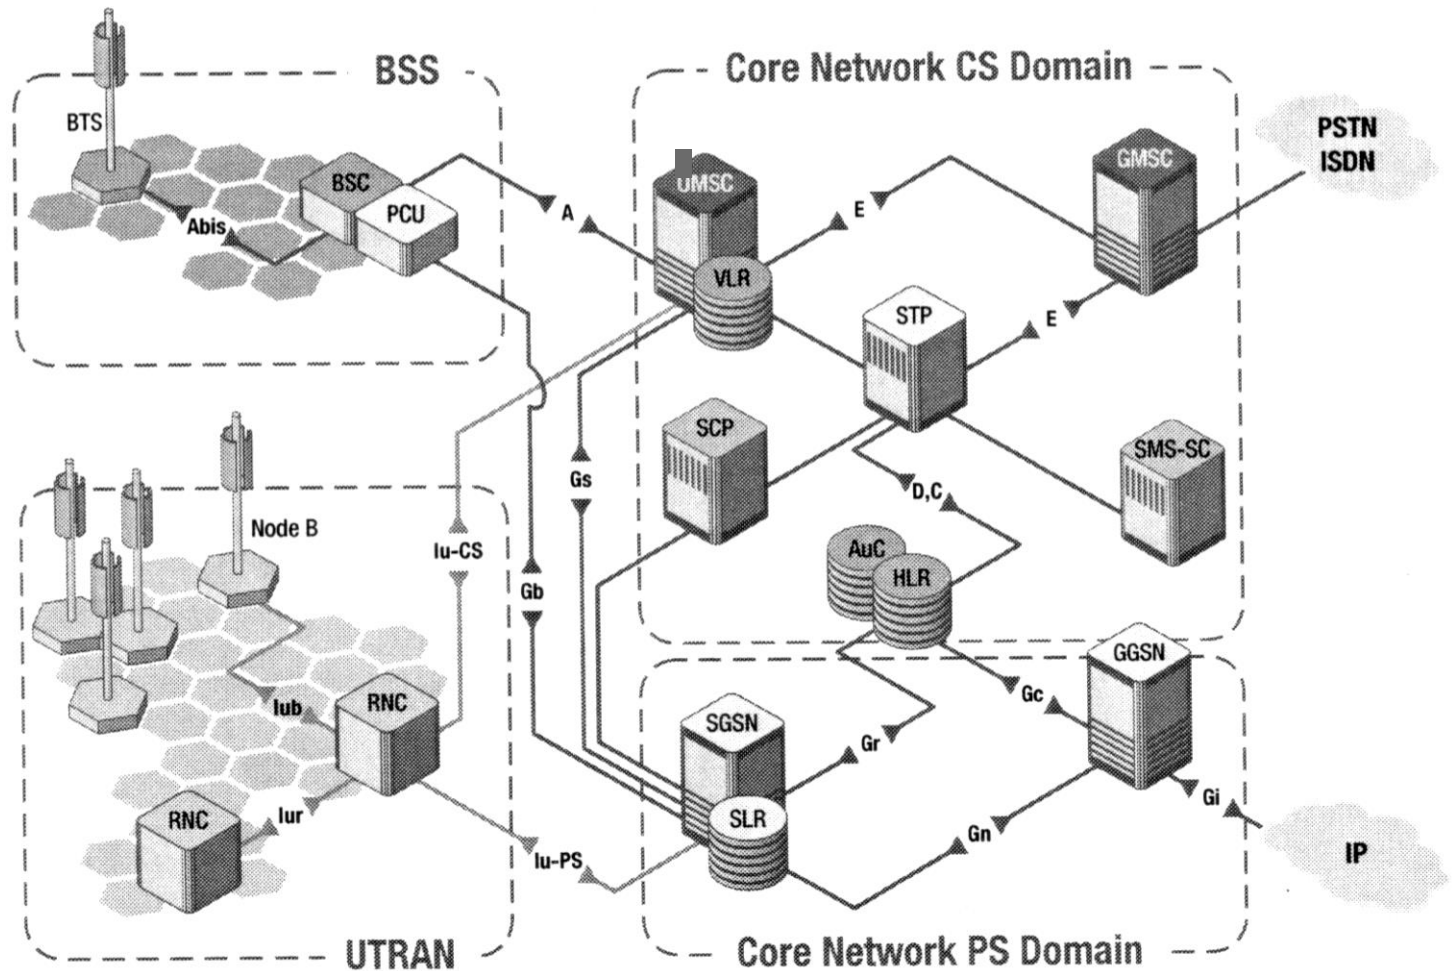 BSS
Core Network CS Domain
BTS
PSTN
ISDN
GMSC
UMSC
BSC
PCU
Abis
A
E
VLR
STP
E
SCP
SMS-SC
Gs
D,C
Node B
Iu-CS
AuC
HLR
Gb
GGSN
RNC
Iub
Gc
SGSN
Gr
Gi
RNC
Iur
SLR
Gn
Iu-PS
IP
UTRAN
Core Network PS Domain